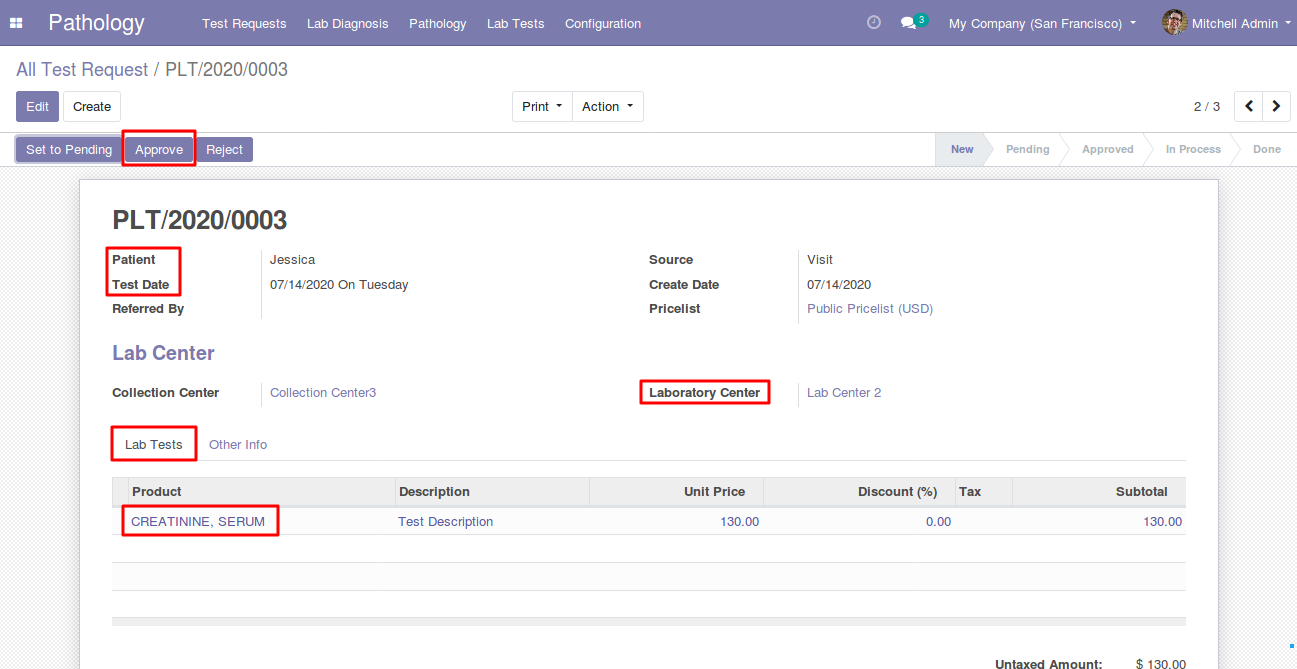 Pathology Test Requests Lab Diagnosis Pathology Lab Tests Configuration 3 My Company (San Francisco) Mitchell Admin
All Test Request / PLT/2020/0003
Edit Create Print Action 2 / 3
Set to Pending Approve Reject New Pending Approved In Process Done
PLT/2020/0003
Patient Jessica Source Visit
Test Date 07/14/2020 On Tuesday Create Date 07/14/2020
Referred By Pricelist Public Pricelist (USD)
Lab Center
Collection Center Collection Center3 Laboratory Center Lab Center 2
Lab Tests Other Info
Product Description Unit Price Discount (%) Tax Subtotal
CREATININE, SERUM Test Description 130.00 0.00 130.00
Untaxed Amount: $ 130.00